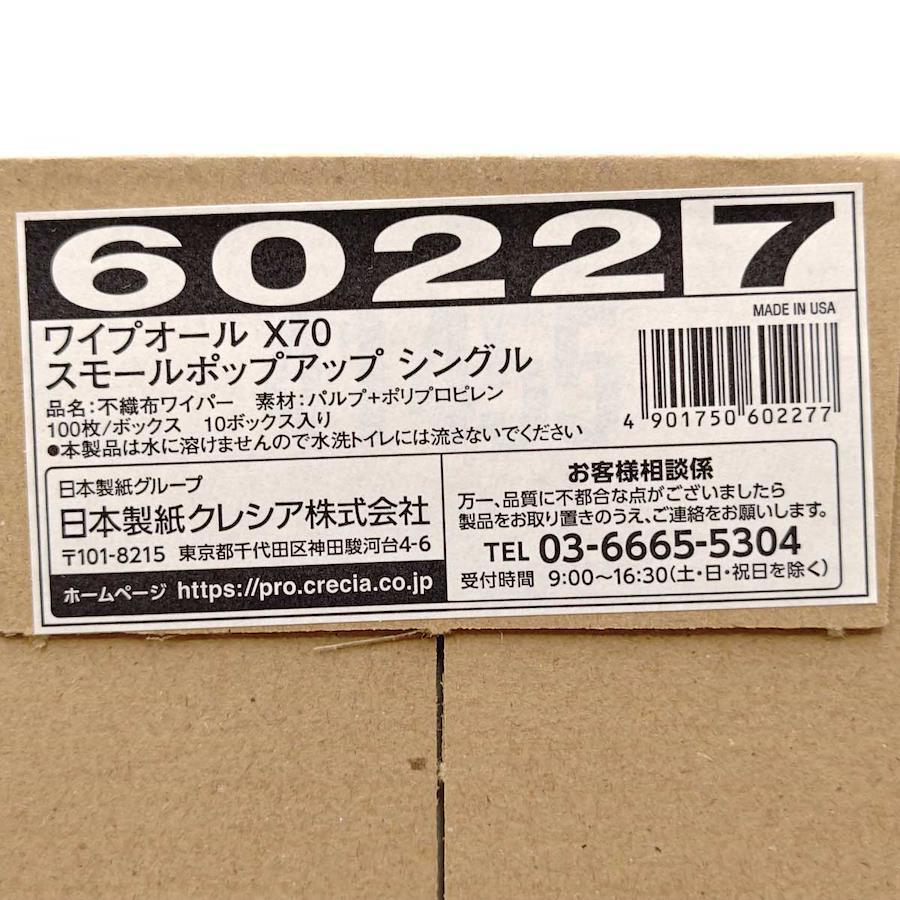 60227
MADE IN USA
ワイプオール X70
スモールポップアップ シングル
品名:不織布ワイパー 素材:パルプ+ポリプロピレン
100枚/ボックス 10ボックス入り
●本製品は水に溶けませんので水洗トイレには流さないでください
4 901750 602277
日本製紙グループ
日本製紙クレシア株式会社
〒101-8215 東京都千代田区神田駿河台4-6
ホームページ https://pro.crecia.co.jp
お客様相談係
万一、品質に不都合な点がございましたら
製品をお取り置きのうえ、ご連絡をお願いします。
TEL 03-6665-5304
受付時間 9:00〜16:30(土・日・祝日を除く)